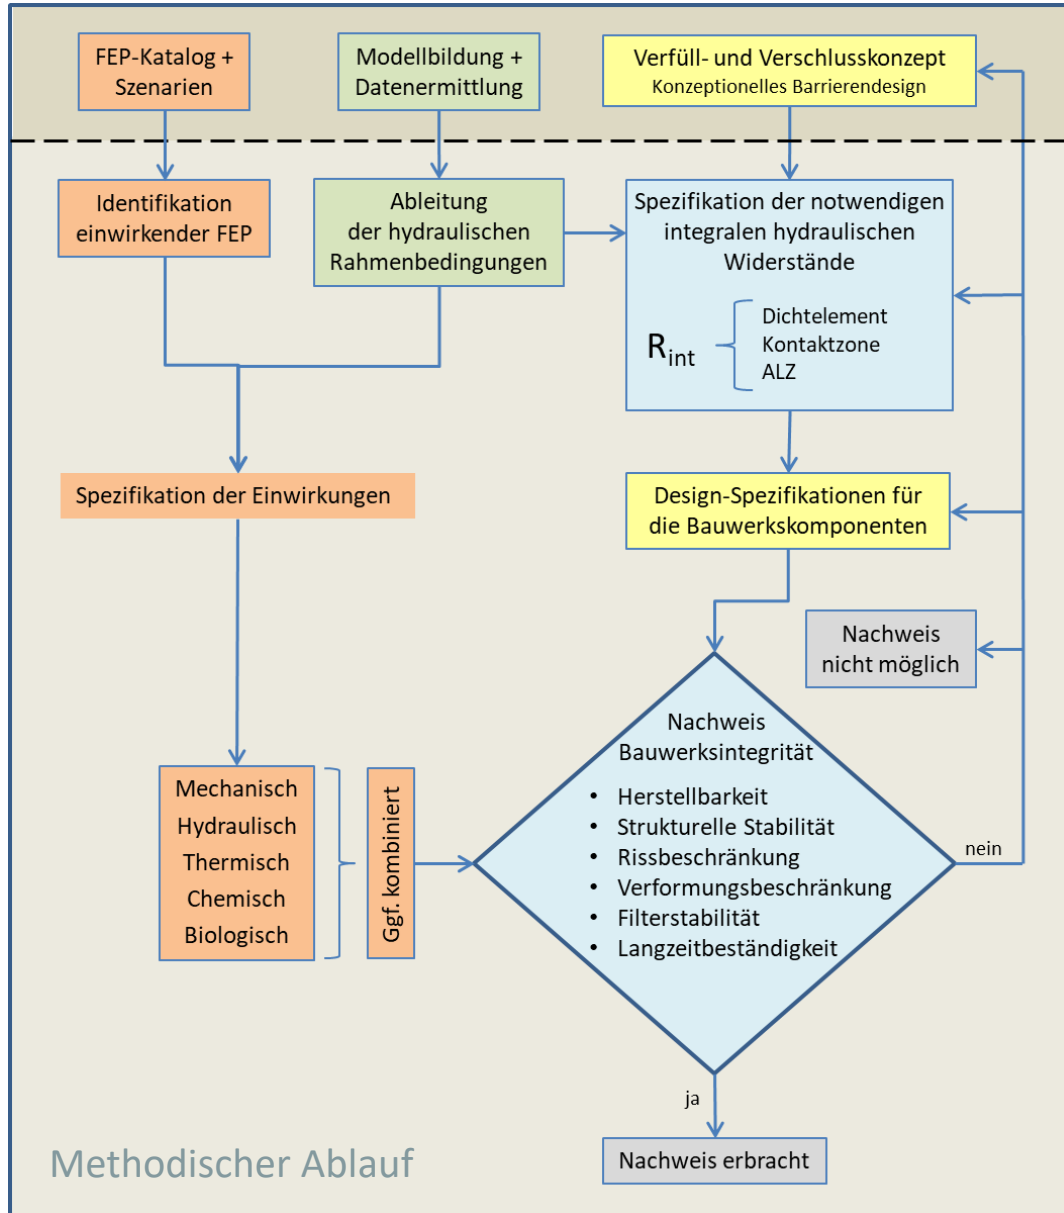 FEP-Katalog +
Szenarien
Modellbildung +
Datenermittlung
Verfüll- und Verschlusskonzept
Konzeptionelles Barrierendesign
Identifikation
einwirkender FEP
Ableitung
der hydraulischen
Rahmenbedingungen
Spezifikation der notwendigen
integralen hydraulischen
Widerstände
R_int
Dichtelement
Kontaktzone
ALZ
Spezifikation der Einwirkungen
Design-Spezifikationen für
die Bauwerkskomponenten
Nachweis
nicht möglich
Mechanisch
Hydraulisch
Thermisch
Chemisch
Biologisch
Ggf. kombiniert
Nachweis
Bauwerksintegrität
• Herstellbarkeit
• Strukturelle Stabilität
• Rissbeschränkung
• Verformungsbeschränkung
• Filterstabilität
• Langzeitbeständigkeit
nein
ja
Nachweis erbracht
Methodischer Ablauf